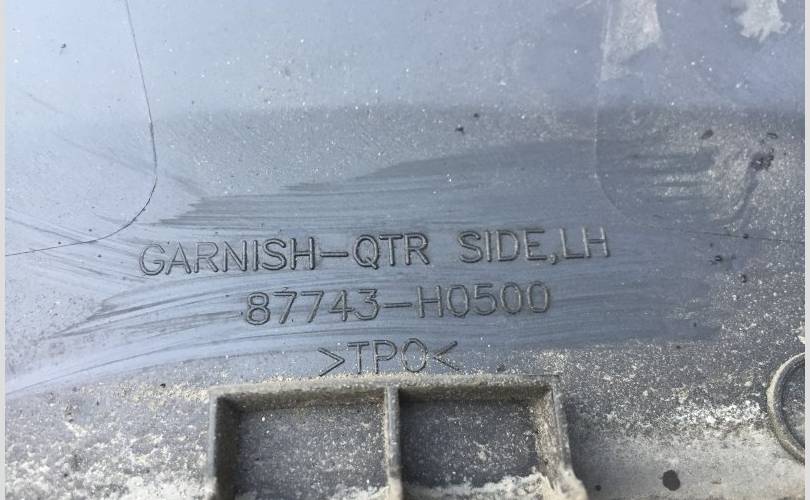 GARNISH-QTR SIDE,LH
87743-H0500
>TPO<